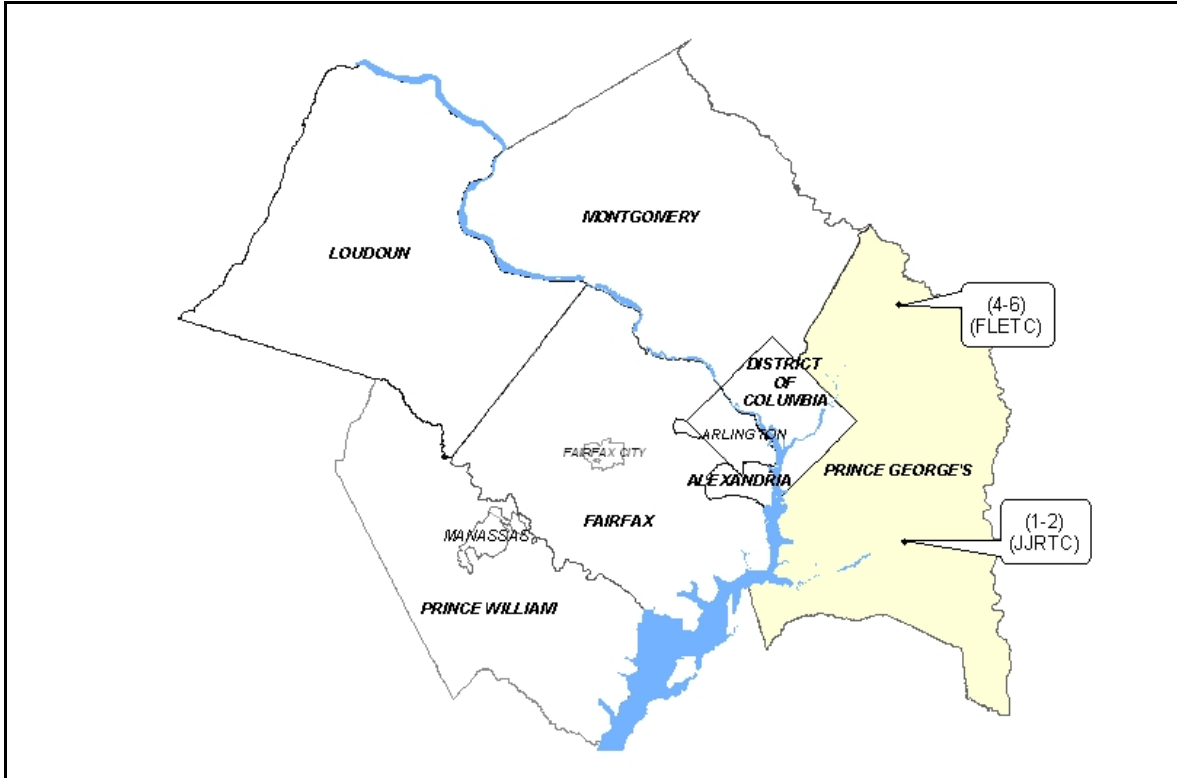 MONTGOMERY
LOUDOUN
(4-6)
(FLETC)
DISTRICT
OF
COLUMBIA
ARLINGTON
FAIRFAX CITY
PRINCE GEORGE'S
ALEXANDRIA
FAIRFAX
(1-2)
(JJRTC)
MANASSAS
PRINCE WILLIAM